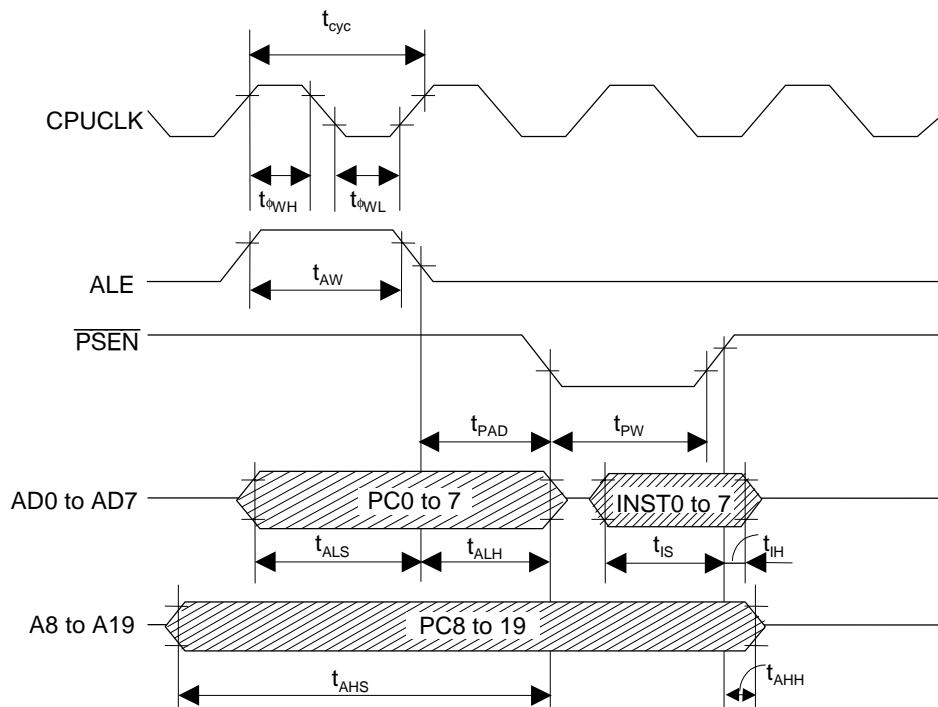 tcyc
CPUCLK
tϕWH tϕWL
ALE
tAW
PSEN
tPAD tPW
AD0 to AD7 PC0 to 7 INST0 to 7
tALS tALH tIS tIH
A8 to A19 PC8 to 19
tAHS tAHH